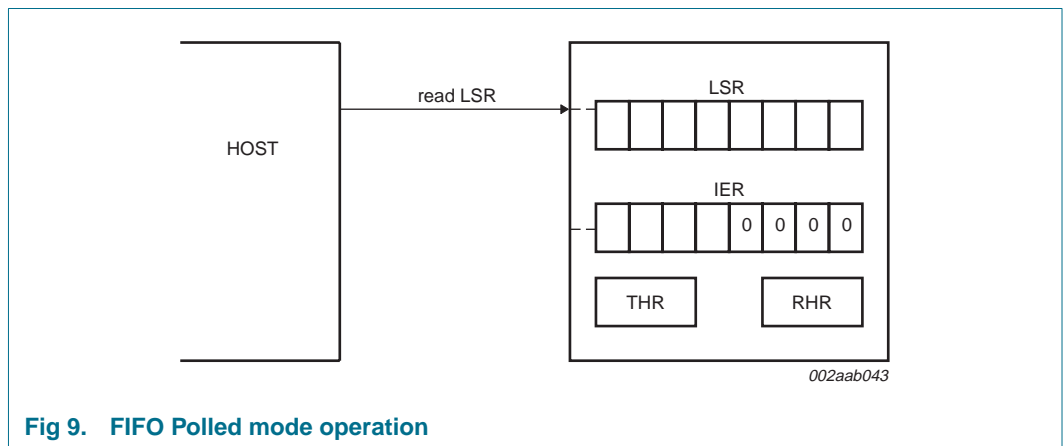 read LSR
LSR
HOST
IER
0 0 0 0
THR RHR
002aab043
Fig 9. FIFO Polled mode operation